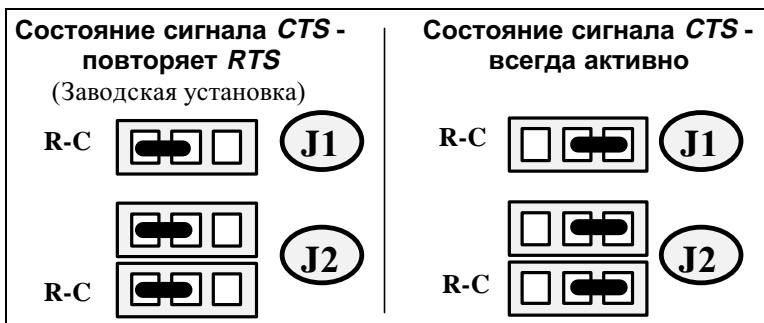 Состояние сигнала CTS -
повторяет RTS
(Заводская установка)
R-C
J1
J2
R-C
Состояние сигнала CTS -
всегда активно
R-C
J1
J2
R-C